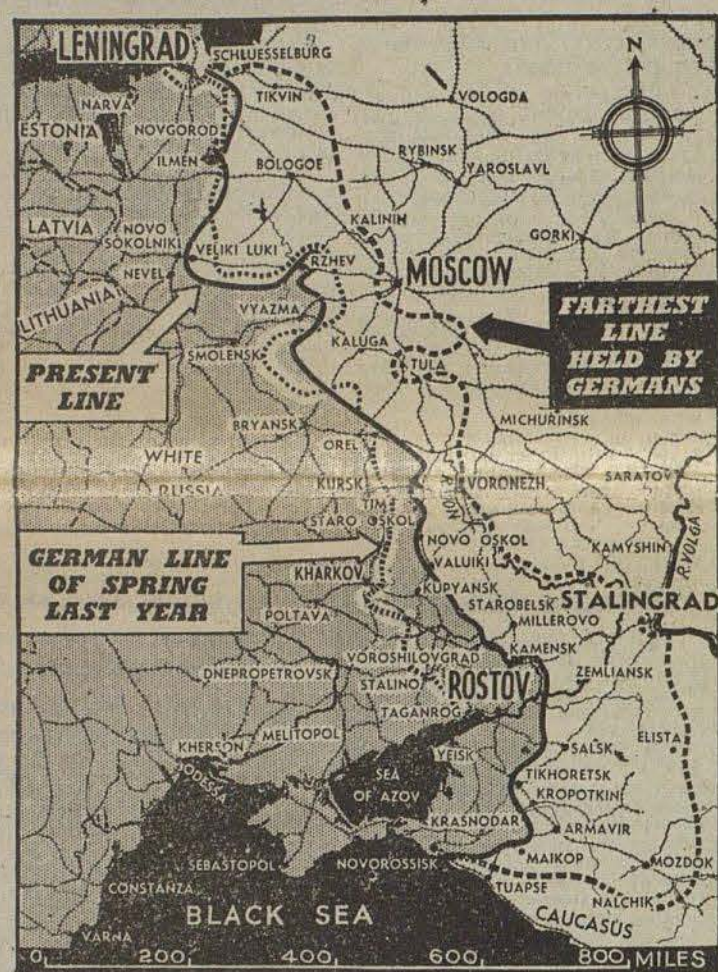 LENINGRAD
SCHLUESSELBURG
N
NARVA
TIKVIN
VOLOGDA
ESTONIA
NOVGOROD
ILMEN
BOLOGOE
RYBINSK
YAROSLAVL
LATVIA
NOVO
SOKOLNIKI
KALININ
GORKI
VELIKI LUKI
RZHEV
MOSCOW
NEVEL
LITHUANIA
VYAZMA
FARTHEST
LINE
HELD BY
GERMANS
SMOLENSK
KALUGA
TULA
PRESENT
LINE
BRYANSK
MICHURINSK
OREL
WHITE
RUSSIA
KURSK
VORONEZH
SARATOV
TIM
R. DON
STARO OSKOL
NOVO OSKOL
KAMYSHIN
R. VOLGA
GERMAN LINE
OF SPRING
LAST YEAR
KHARKOV
VALUIKI
KUPYANSK
STAROBELSK
STALINGRAD
POLTAVA
MILLEROVO
VOROSHILOVGRAD
KAMENSK
DNEPROPETROVSK
STALINO
ROSTOV
ZEMLIANSK
TAGANROG
KHERSON
MELITOPOL
YEISK
SALSK
ELISTA
ODESSA
SEA
OF AZOV
TIKHORETSK
KROPOTKIN
KRASNODAR
ARMAVIR
SEBASTOPOL
NOVOROSSISK
MAIKOP
MOZDOK
CONSTANZA
TUAPSE
NALCHIK
BLACK SEA
CAUCASUS
VARNA
0 200 400 600 800 MILES